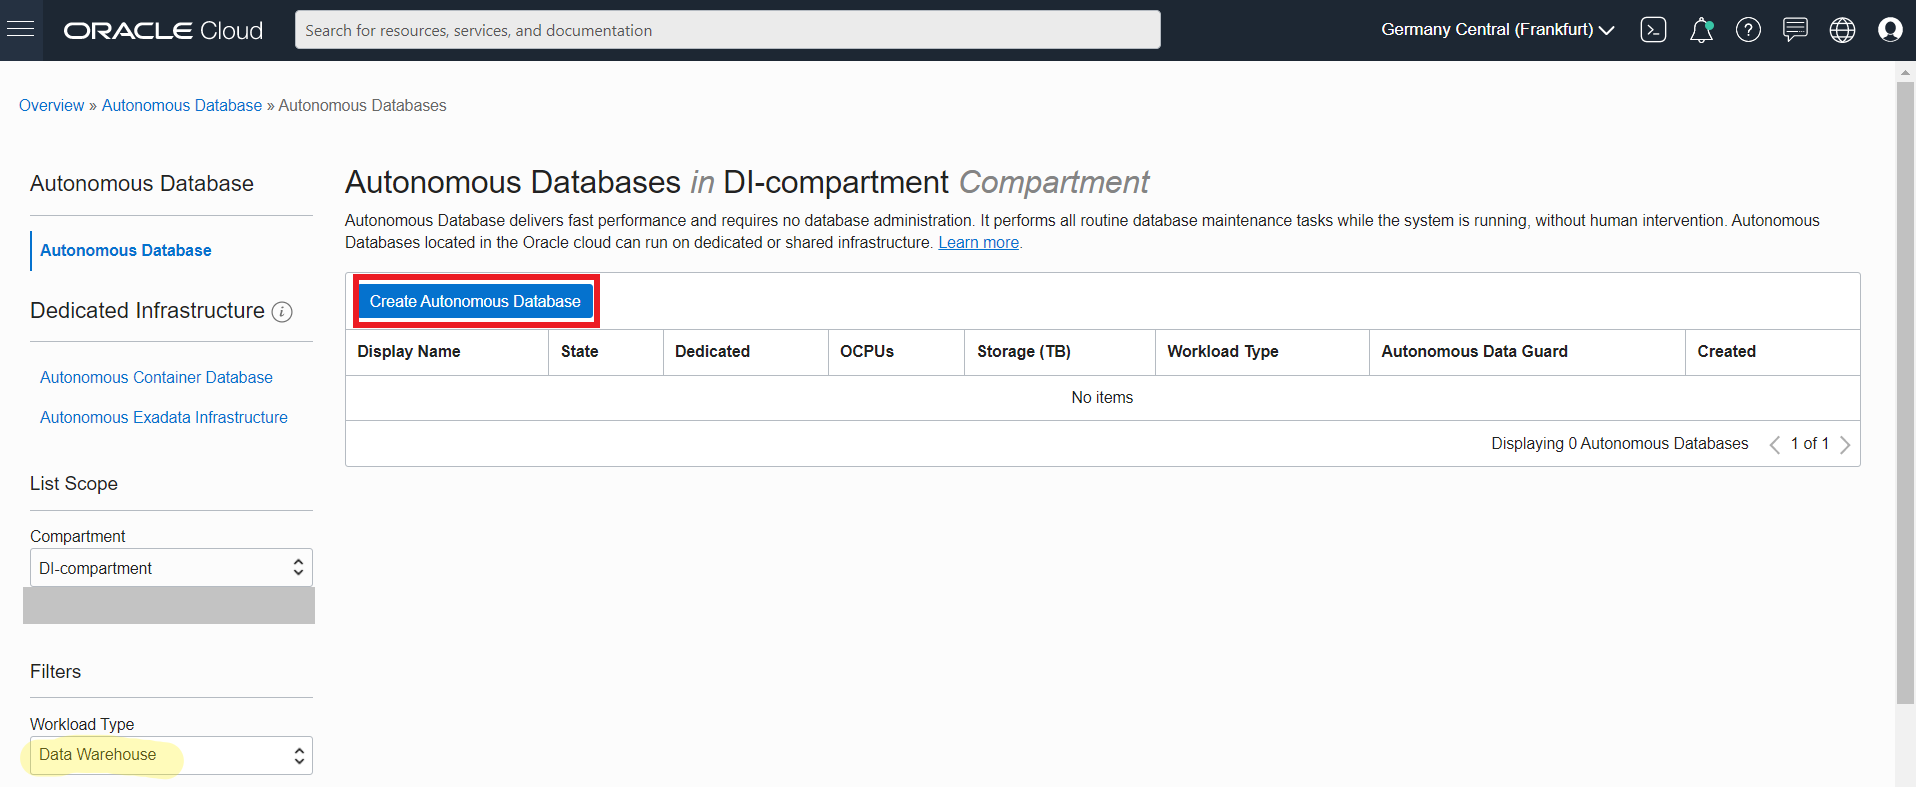 ORACLE Cloud
Search for resources, services, and documentation
Germany Central (Frankfurt)
Overview » Autonomous Database » Autonomous Databases
Autonomous Database
Autonomous Database
Dedicated Infrastructure
Autonomous Container Database
Autonomous Exadata Infrastructure
List Scope
Compartment
DI-compartment
Filters
Workload Type
Data Warehouse
Autonomous Databases in DI-compartment Compartment
Autonomous Database delivers fast performance and requires no database administration. It performs all routine database maintenance tasks while the system is running, without human intervention. Autonomous
Databases located in the Oracle cloud can run on dedicated or shared infrastructure. Learn more.
Create Autonomous Database
Display Name State Dedicated OCPUs Storage (TB) Workload Type Autonomous Data Guard Created
No items
Displaying 0 Autonomous Databases 1 of 1